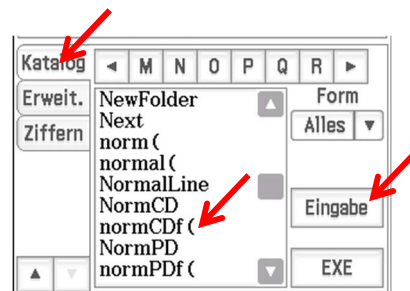 Katalog
◄ M N O P Q R ►
Erweit.
Ziffern
NewFolder
Next
norm(
normal(
NormalLine
NormCD
normCDf(
NormPD
normPDf(
Form
Alles ▼
Eingabe
EXE